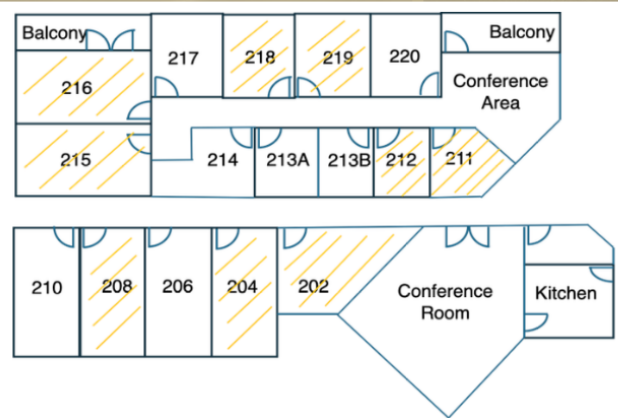 Balcony
217
218
219
220
Balcony
216
Conference
Area
215
214
213A
213B
212
211
210
208
206
204
202
Conference
Room
Kitchen